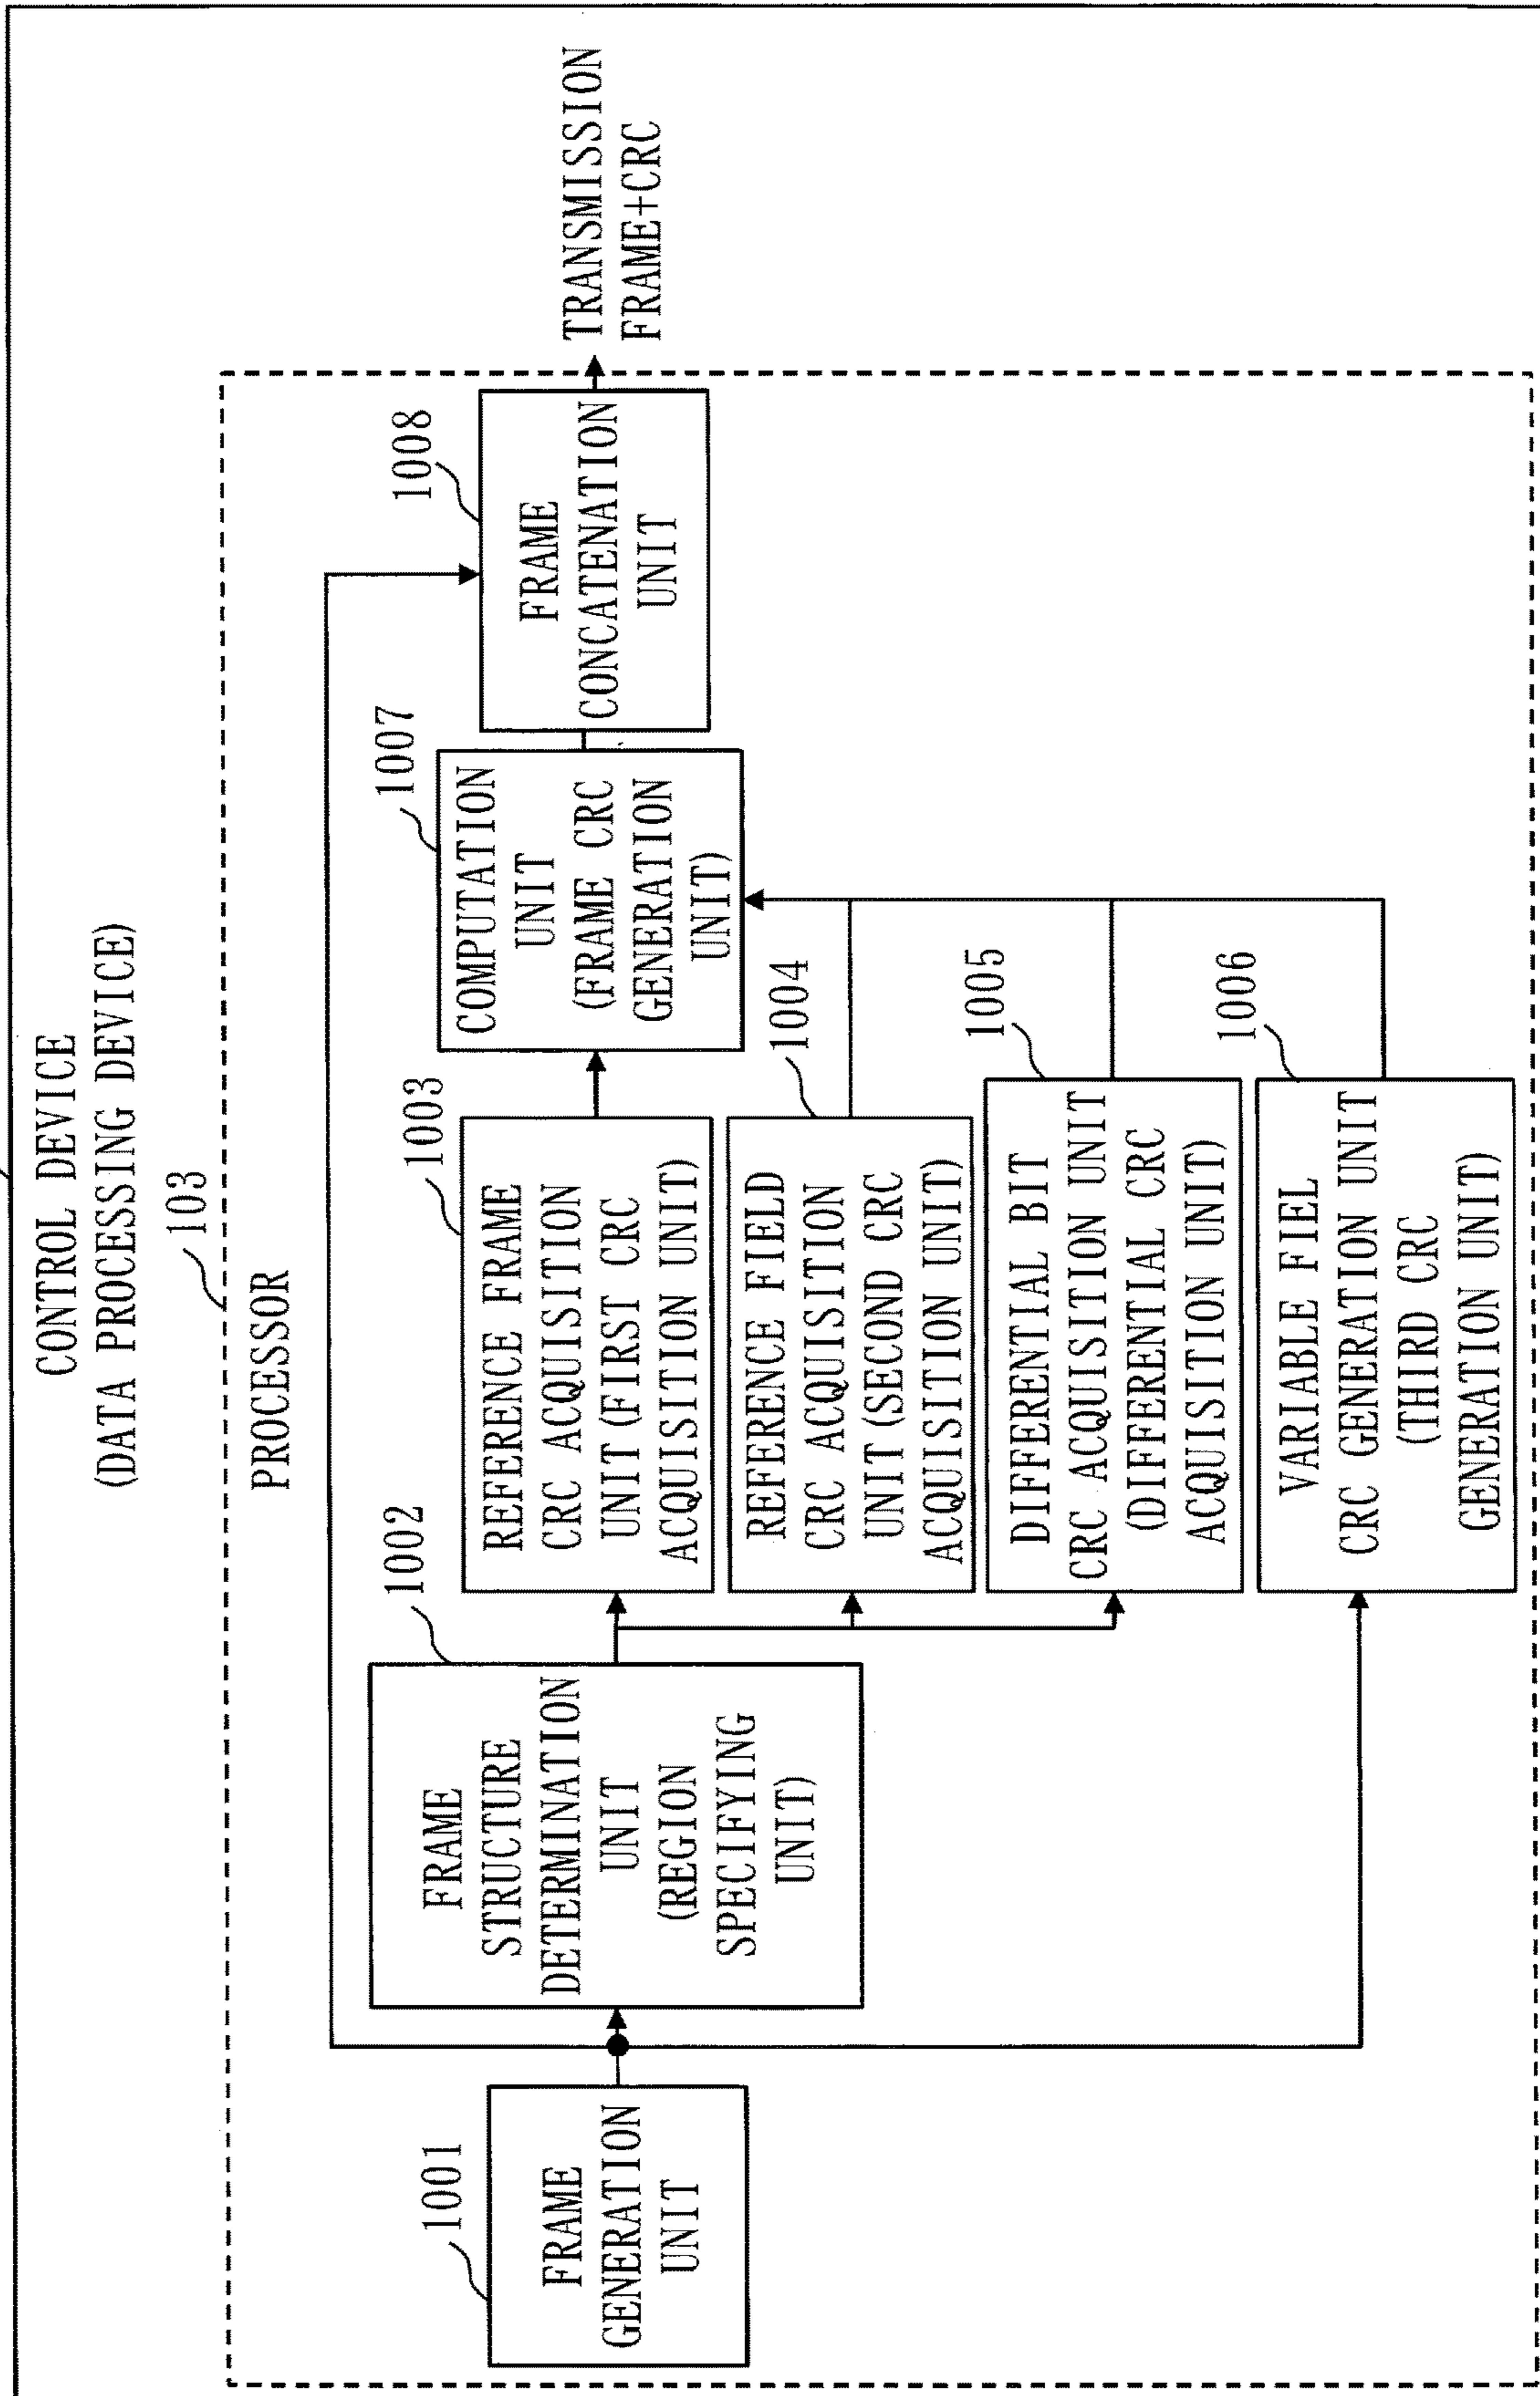 CONTROL DEVICE
(DATA PROCESSING DEVICE)
103
PROCESSOR
1001
FRAME
GENERATION
UNIT
1002
FRAME
STRUCTURE
DETERMINATION
UNIT
(REGION
SPECIFYING
UNIT)
1003
REFERENCE FRAME
CRC ACQUISITION
UNIT(FIRST CRC
ACQUISITION UNIT)
1004
REFERENCE FIELD
CRC ACQUISITION
UNIT(SECOND CRC
ACQUISITION UNIT)
1005
DIFFERENTIAL BIT
CRC ACQUISITION UNIT
(DIFFERENTIAL CRC
ACQUISITION UNIT)
1006
VARIABLE FIEL
CRC GENERATION UNIT
(THIRD CRC
GENERATION UNIT)
1007
COMPUTATION
UNIT
(FRAME CRC
GENERATION
UNIT)
1008
FRAME
CONCATENATION
UNIT
TRANSMISSION
FRAME+CRC